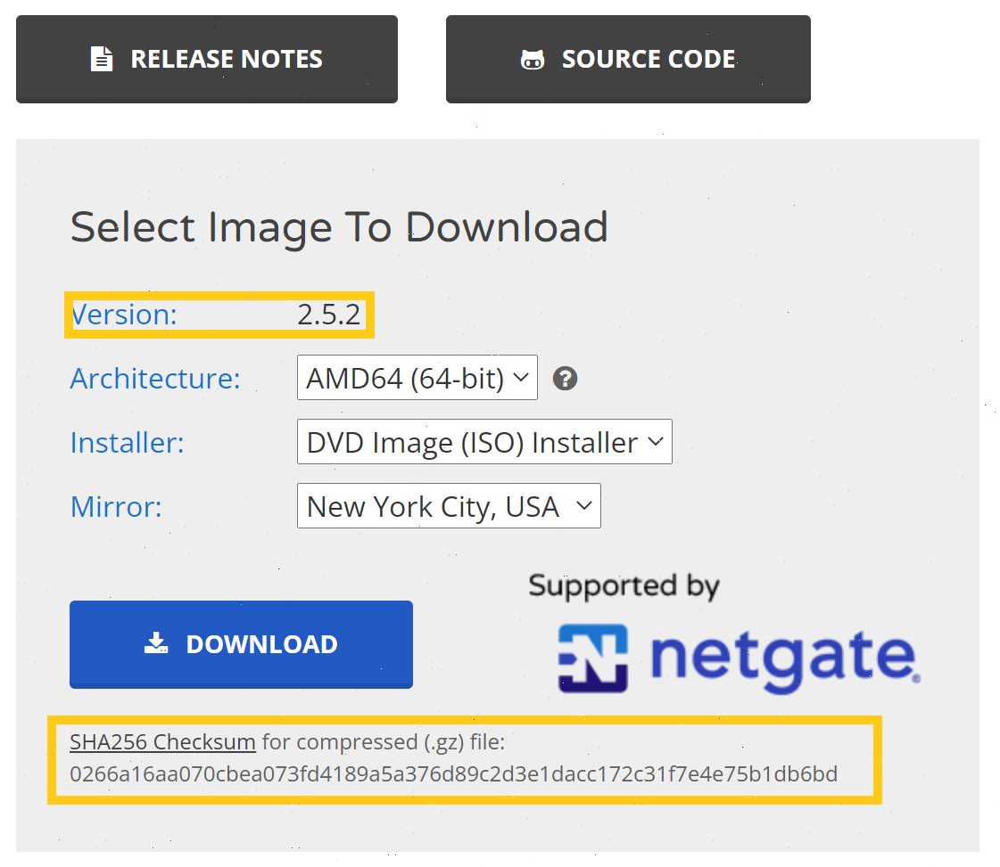 RELEASE NOTES
SOURCE CODE
Select Image To Download
Version: 2.5.2
Architecture: AMD64 (64-bit) ?
Installer: DVD Image (ISO) Installer
Mirror: New York City, USA
Supported by
DOWNLOAD
netgate®
SHA256 Checksum for compressed (.gz) file:
0266a16aa070cbea073fd4189a5a376d89c2d3e1dacc172c31f7e4e75b1db6bd